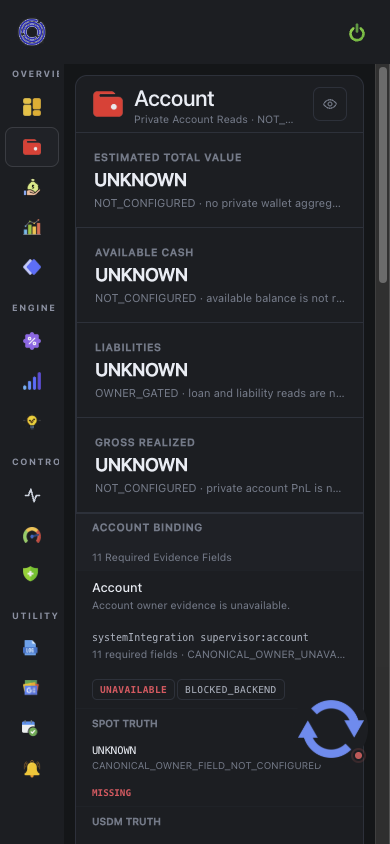 OVERVIE
Account
Private Account Reads · NOT_...
ESTIMATED TOTAL VALUE
UNKNOWN
NOT_CONFIGURED · no private wallet aggreg...
AVAILABLE CASH
UNKNOWN
NOT_CONFIGURED · available balance is not r...
LIABILITIES
UNKNOWN
OWNER_GATED · loan and liability reads are n...
ENGINE
GROSS REALIZED
UNKNOWN
NOT_CONFIGURED · private account PnL is n...
CONTRO
ACCOUNT BINDING
11 Required Evidence Fields
Account
Account owner evidence is unavailable.
UTILITY
systemIntegration supervisor:account
11 required fields · CANONICAL_OWNER_UNAVA...
UNAVAILABLE
BLOCKED_BACKEND
SPOT TRUTH
UNKNOWN
CANONICAL_OWNER_FIELD_NOT_CONFIGURED
MISSING
USDM TRUTH
LOG